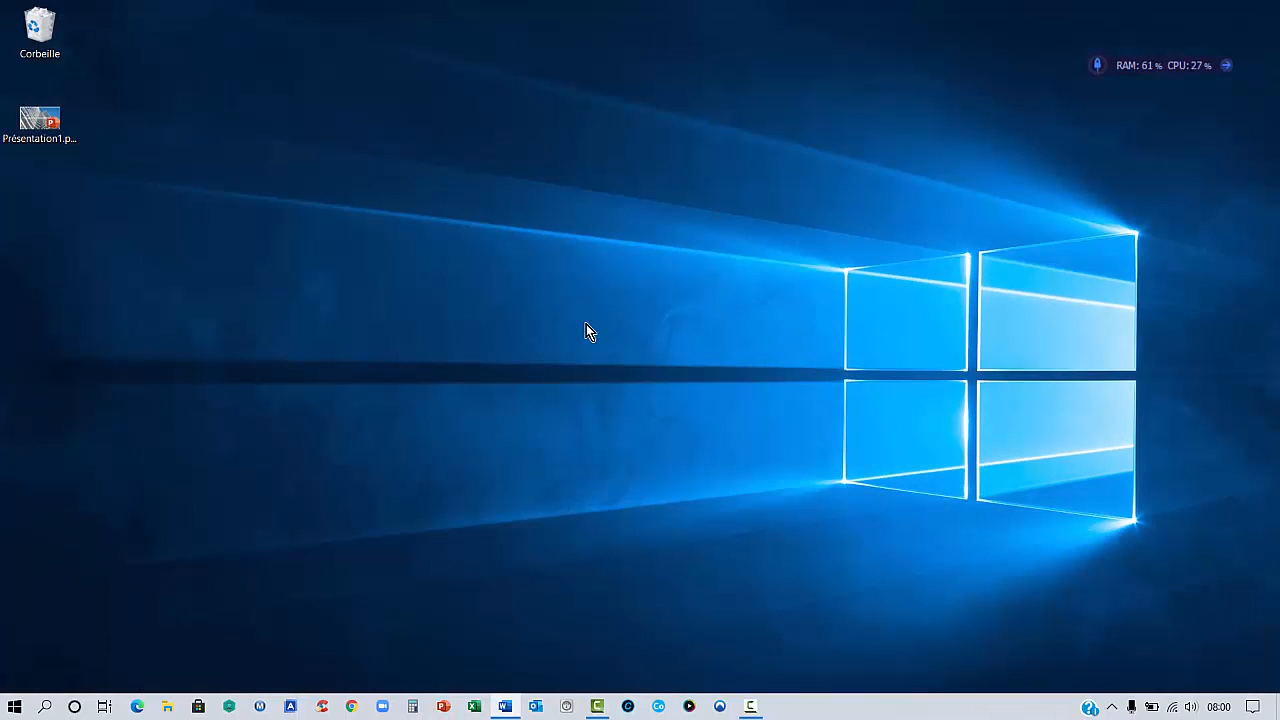 Corbeille
RAM: 61 % CPU: 27 %
Présentation1.p...
08:00